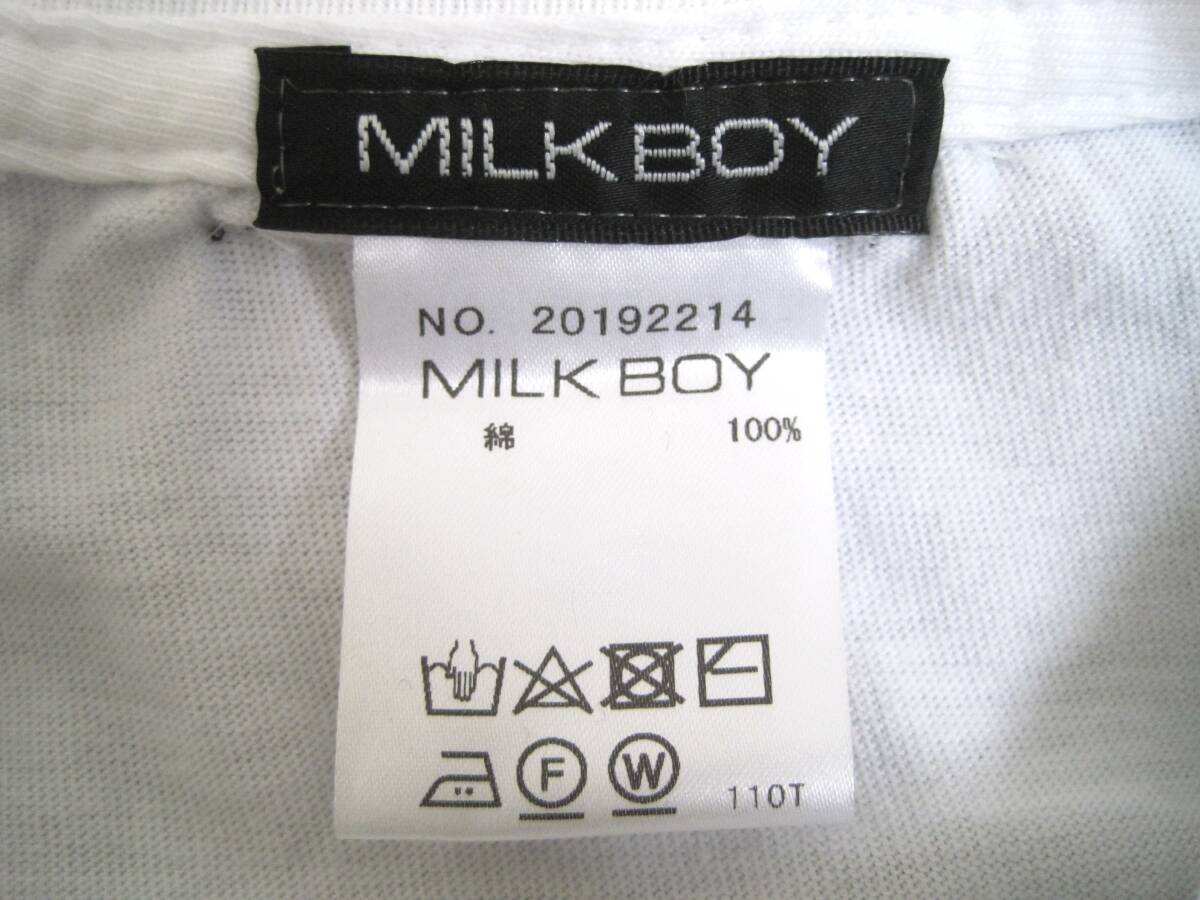 MILKBOY
NO. 20192214
MILK BOY
綿 100%
F W 110T